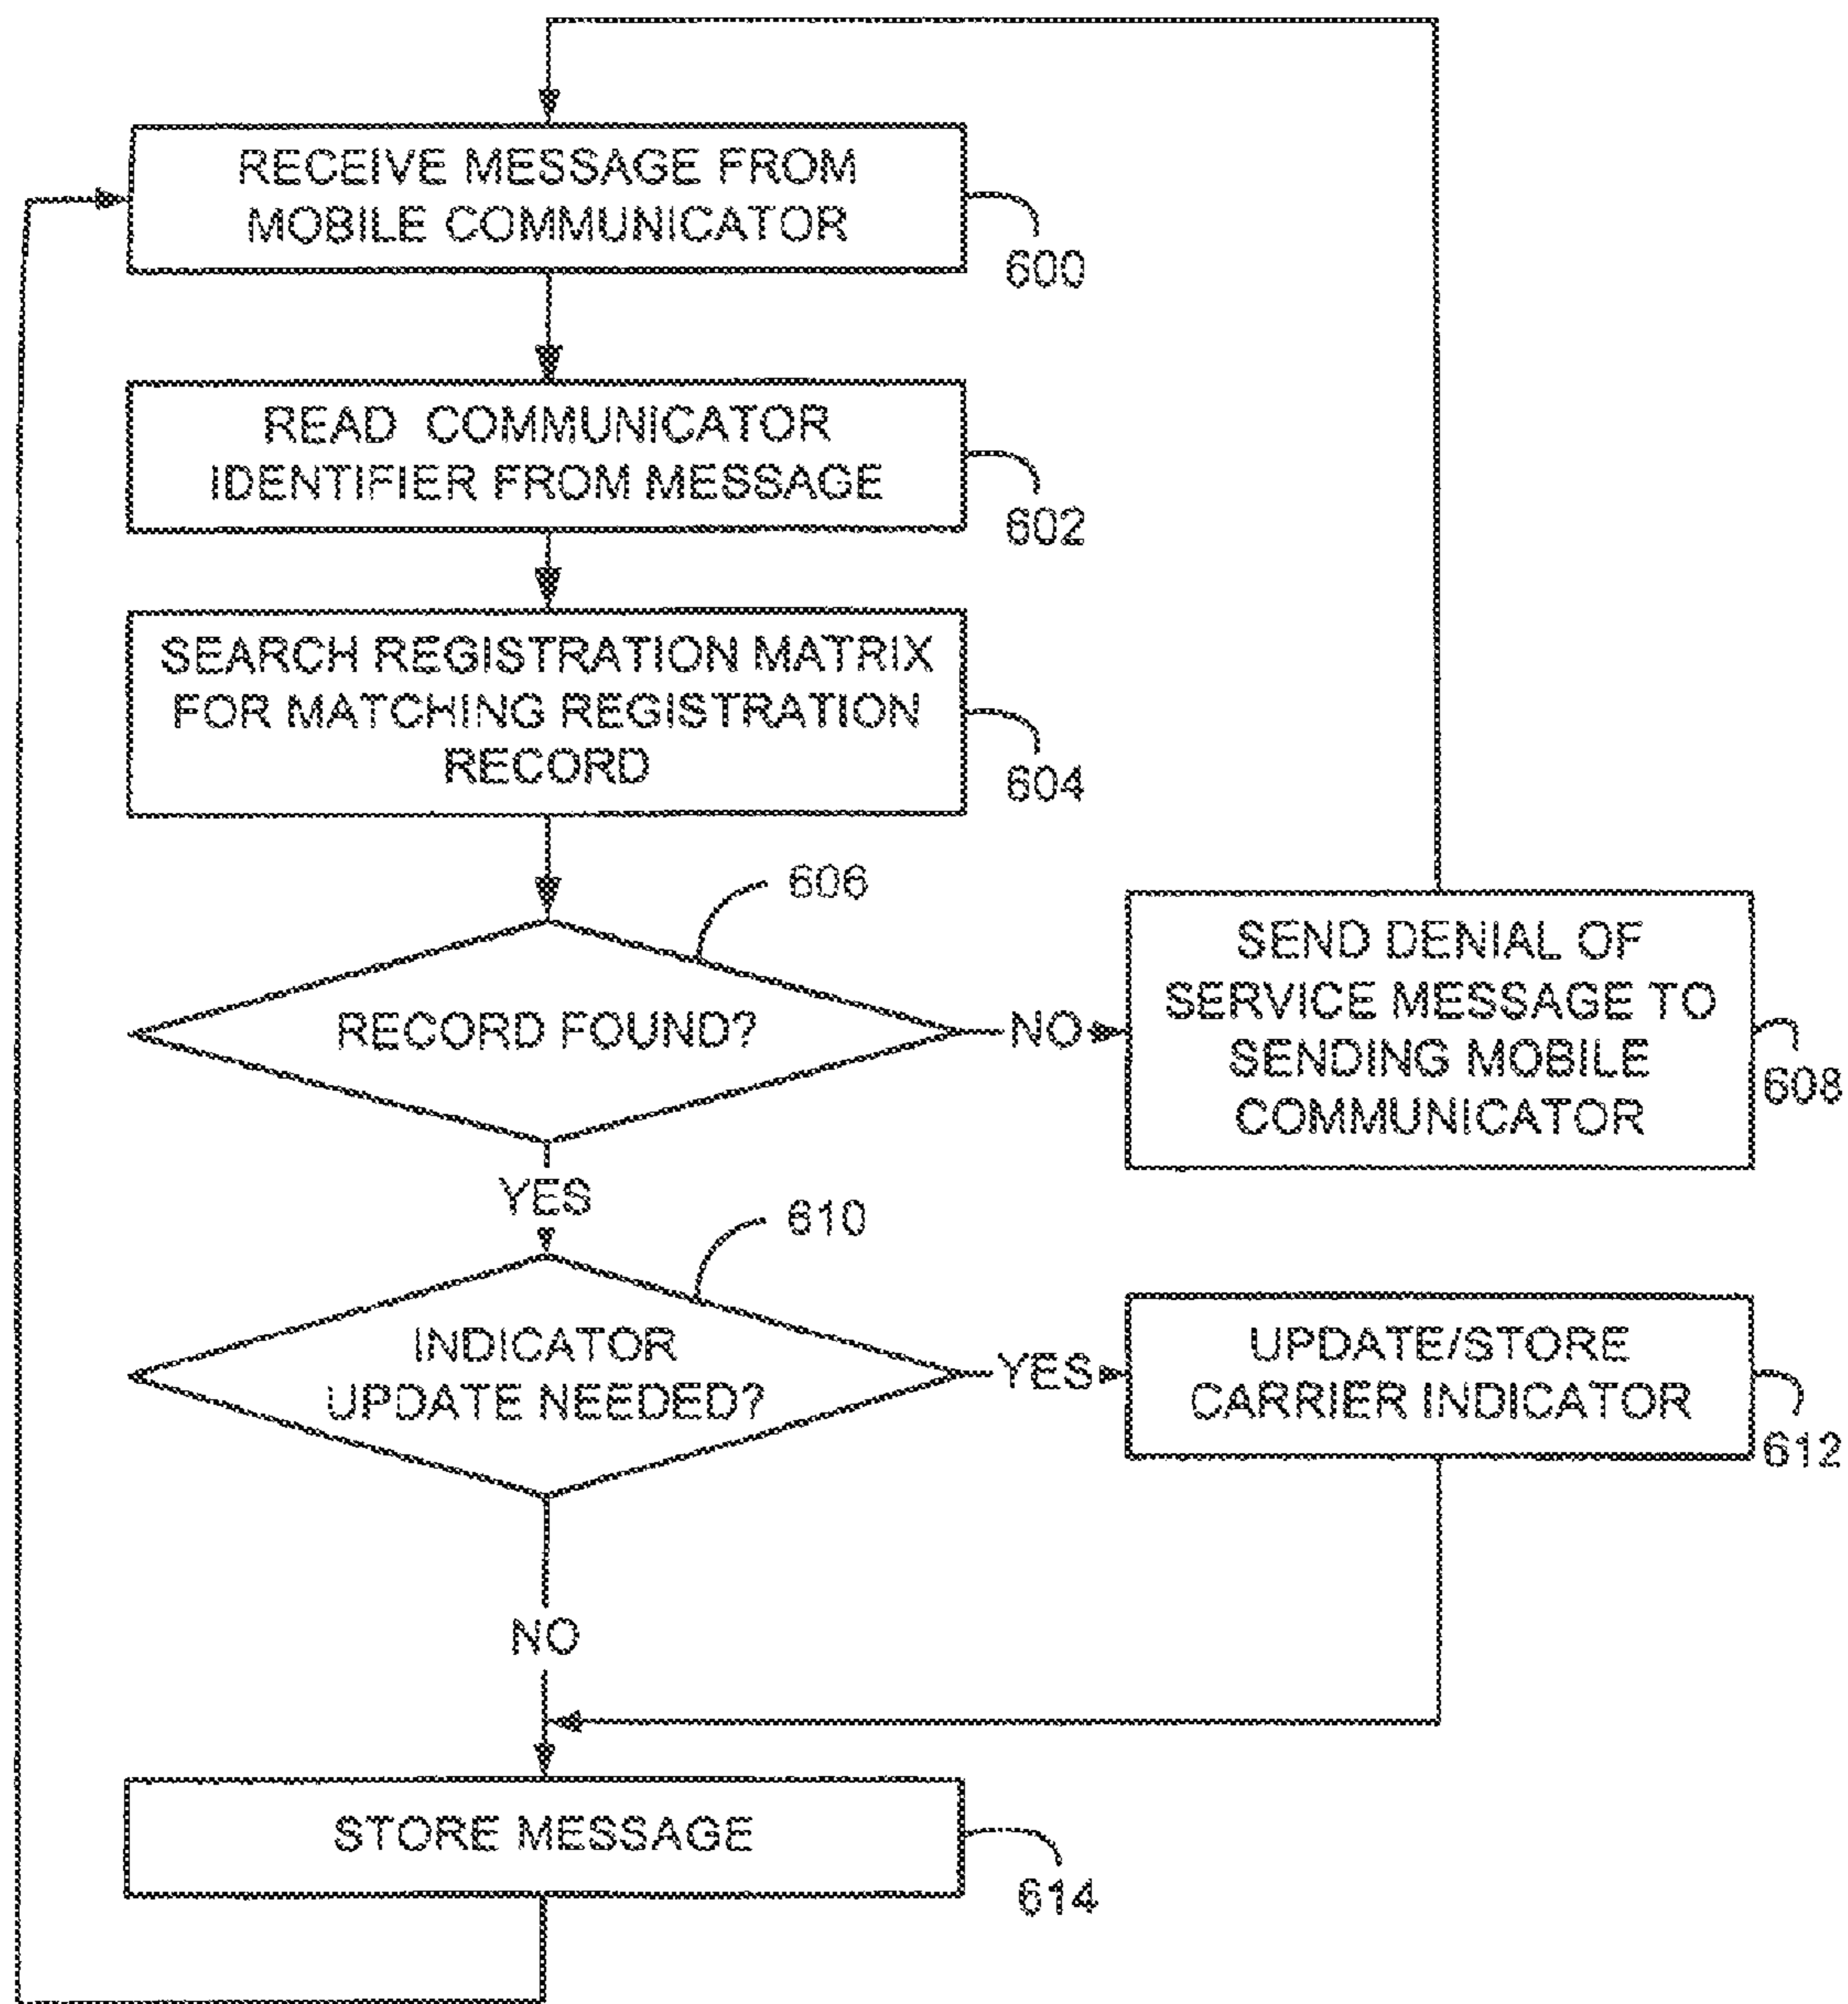 RECEIVE MESSAGE FROM
MOBILE COMMUNICATOR
600
READ COMMUNICATOR
IDENTIFIER FROM MESSAGE
602
SEARCH REGISTRATION MATRIX
FOR MATCHING REGISTRATION
RECORD
604
606
RECORD FOUND?
NO
SEND DENIAL OF
SERVICE MESSAGE TO
SENDING MOBILE
COMMUNICATOR
608
YES
610
INDICATOR
UPDATE NEEDED?
YES
UPDATE/STORE
CARRIER INDICATOR
612
NO
STORE MESSAGE
614